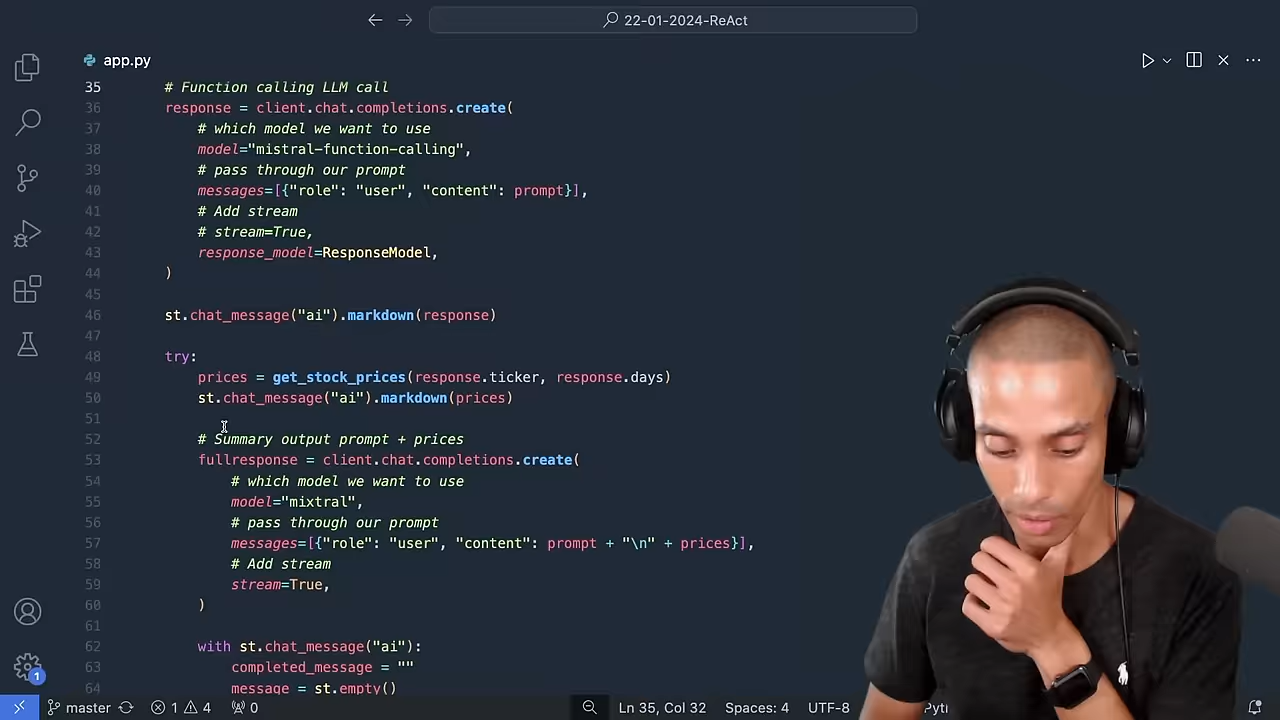 22-01-2024-ReAct
app.py
35 # Function calling LLM call
36 response = client.chat.completions.create(
37 # which model we want to use
38 model="mistral-function-calling",
39 # pass through our prompt
40 messages=[{"role": "user", "content": prompt}],
41 # Add stream
42 # stream=True,
43 response_model=ResponseModel,
44 )
45
46 st.chat_message("ai").markdown(response)
47
48 try:
49 prices = get_stock_prices(response.ticker, response.days)
50 st.chat_message("ai").markdown(prices)
51
52 # Summary output prompt + prices
53 fullresponse = client.chat.completions.create(
54 # which model we want to use
55 model="mixtral",
56 # pass through our prompt
57 messages=[{"role": "user", "content": prompt + "\n" + prices}],
58 # Add stream
59 stream=True,
60 )
61
62 with st.chat_message("ai"):
63 completed_message = ""
64 message = st.empty()
1
master 1 4 0 Ln 35, Col 32 Spaces: 4 UTF-8 Pyt